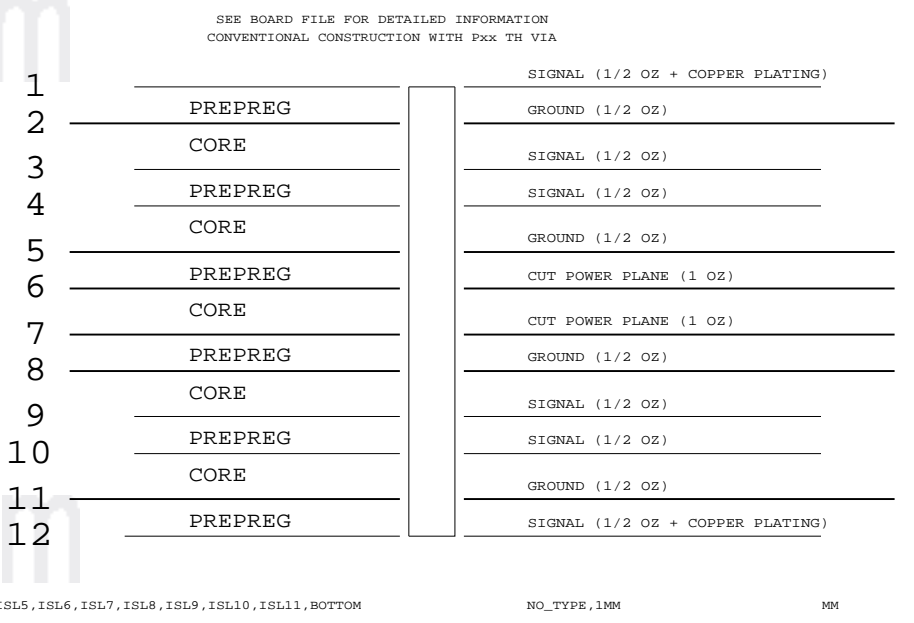 SEE BOARD FILE FOR DETAILED INFORMATION
CONVENTIONAL CONSTRUCTION WITH Pxx TH VIA
1 SIGNAL (1/2 OZ + COPPER PLATING)
PREPREG
2 GROUND (1/2 OZ)
CORE
3 SIGNAL (1/2 OZ)
PREPREG
4 SIGNAL (1/2 OZ)
CORE
5 GROUND (1/2 OZ)
PREPREG
6 CUT POWER PLANE (1 OZ)
CORE
7 CUT POWER PLANE (1 OZ)
PREPREG
8 GROUND (1/2 OZ)
CORE
9 SIGNAL (1/2 OZ)
PREPREG
10 SIGNAL (1/2 OZ)
CORE
11 GROUND (1/2 OZ)
PREPREG
12 SIGNAL (1/2 OZ + COPPER PLATING)
ISL5,ISL6,ISL7,ISL8,ISL9,ISL10,ISL11,BOTTOM NO_TYPE,1MM MM